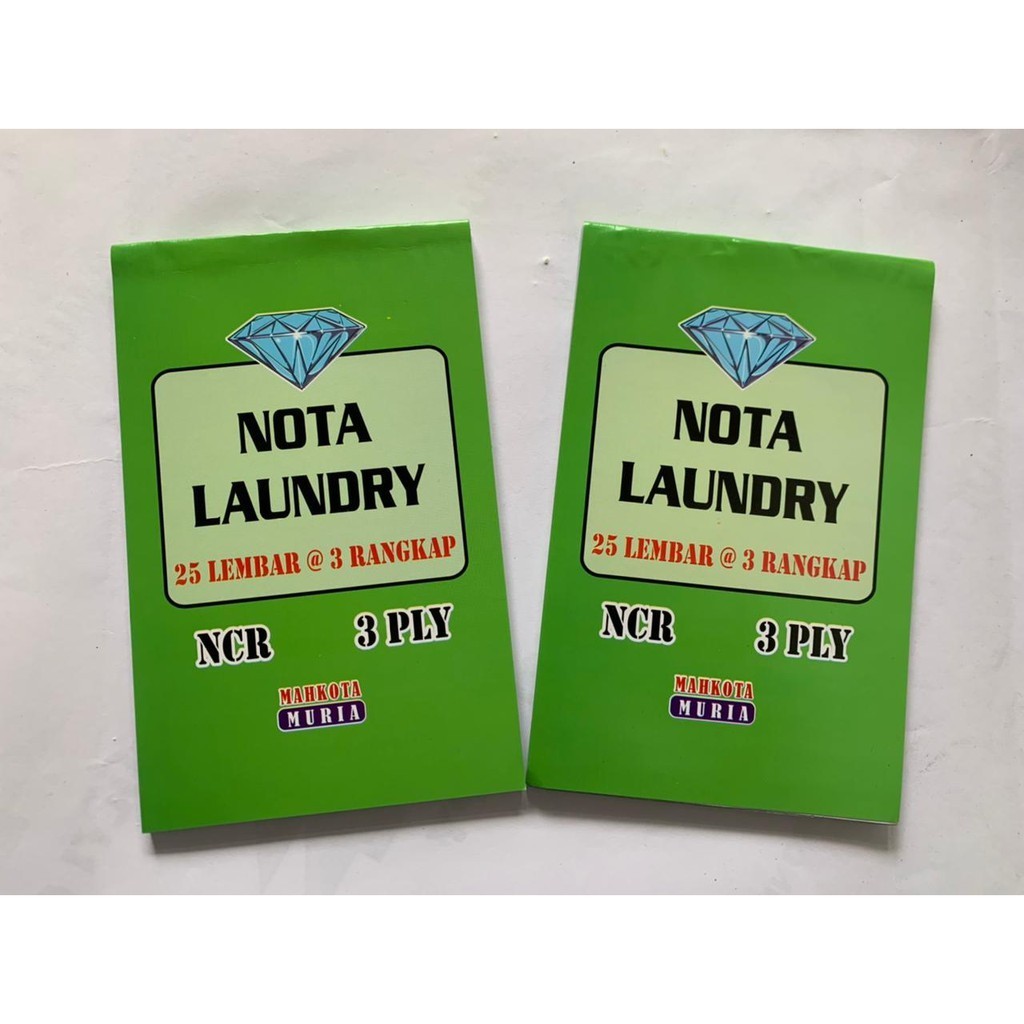 NOTA
LAUNDRY
25 LEMBAR @ 3 RANGKAP
NCR 3 PLY
MAHKOTA
MURIA
NOTA
LAUNDRY
25 LEMBAR @ 3 RANGKAP
NCR 3 PLY
MAHKOTA
MURIA